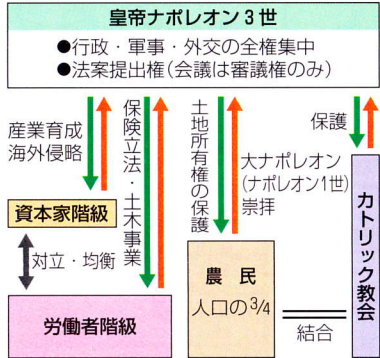 皇帝ナポレオン3世
●行政・軍事・外交の全権集中
●法案提出権(会議は審議権のみ)
産業育成
海外侵略
保険立法・土木事業
土地所有権の保護
大ナポレオン
(ナポレオン1世)
崇拝
保護
資本家階級
対立・均衡
労働者階級
農民
人口の3/4
結合
カトリック教会